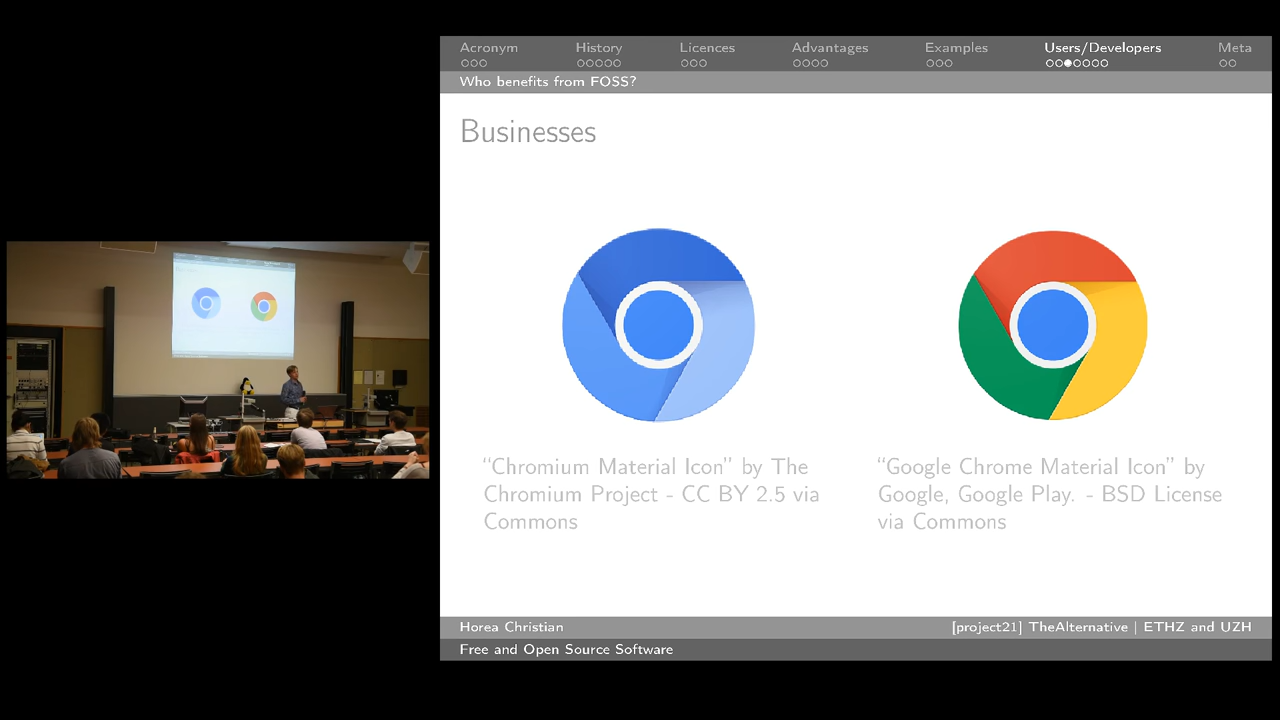 Acronym History Licences Advantages Examples Users/Developers Meta
Who benefits from FOSS?
Businesses
“Chromium Material Icon” by The
Chromium Project - CC BY 2.5 via
Commons
“Google Chrome Material Icon” by
Google, Google Play. - BSD License
via Commons
Horea Christian [project21] TheAlternative | ETHZ and UZH
Free and Open Source Software